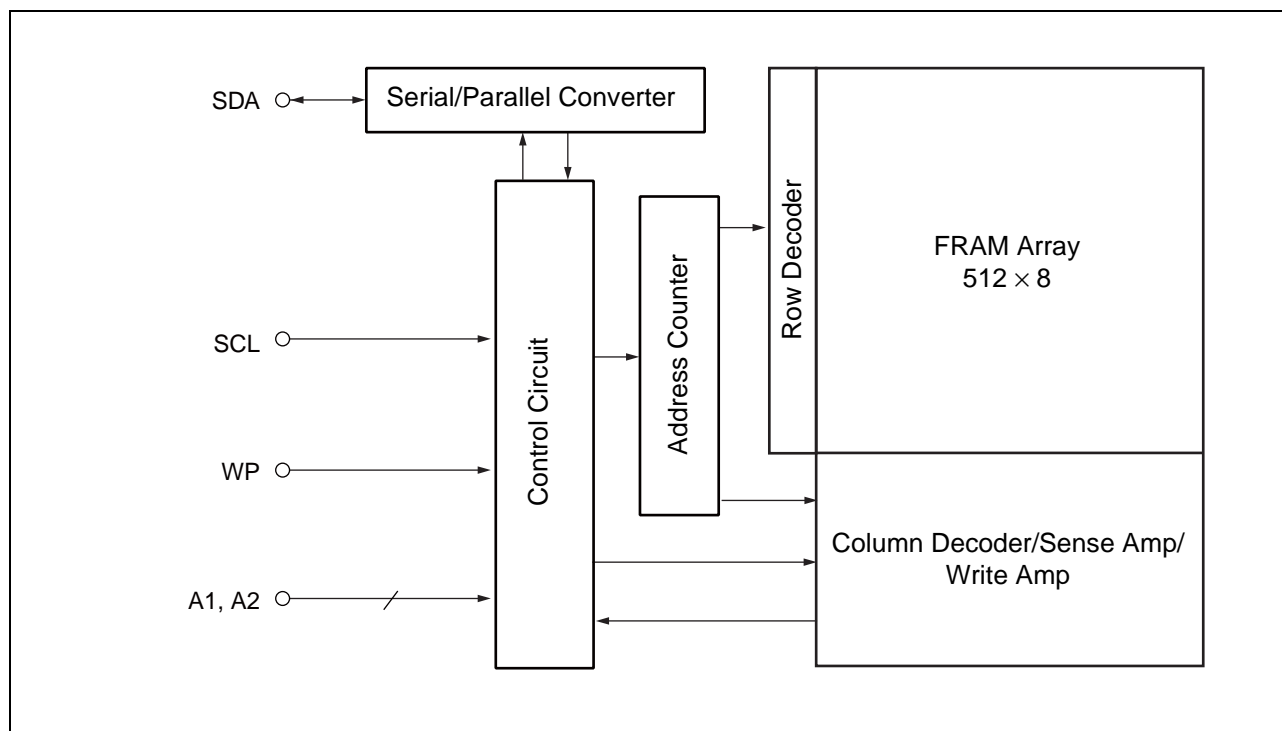 SDA
Serial/Parallel Converter
SCL
WP
A1, A2
Control Circuit
Address Counter
Row Decoder
FRAM Array
512 × 8
Column Decoder/Sense Amp/
Write Amp